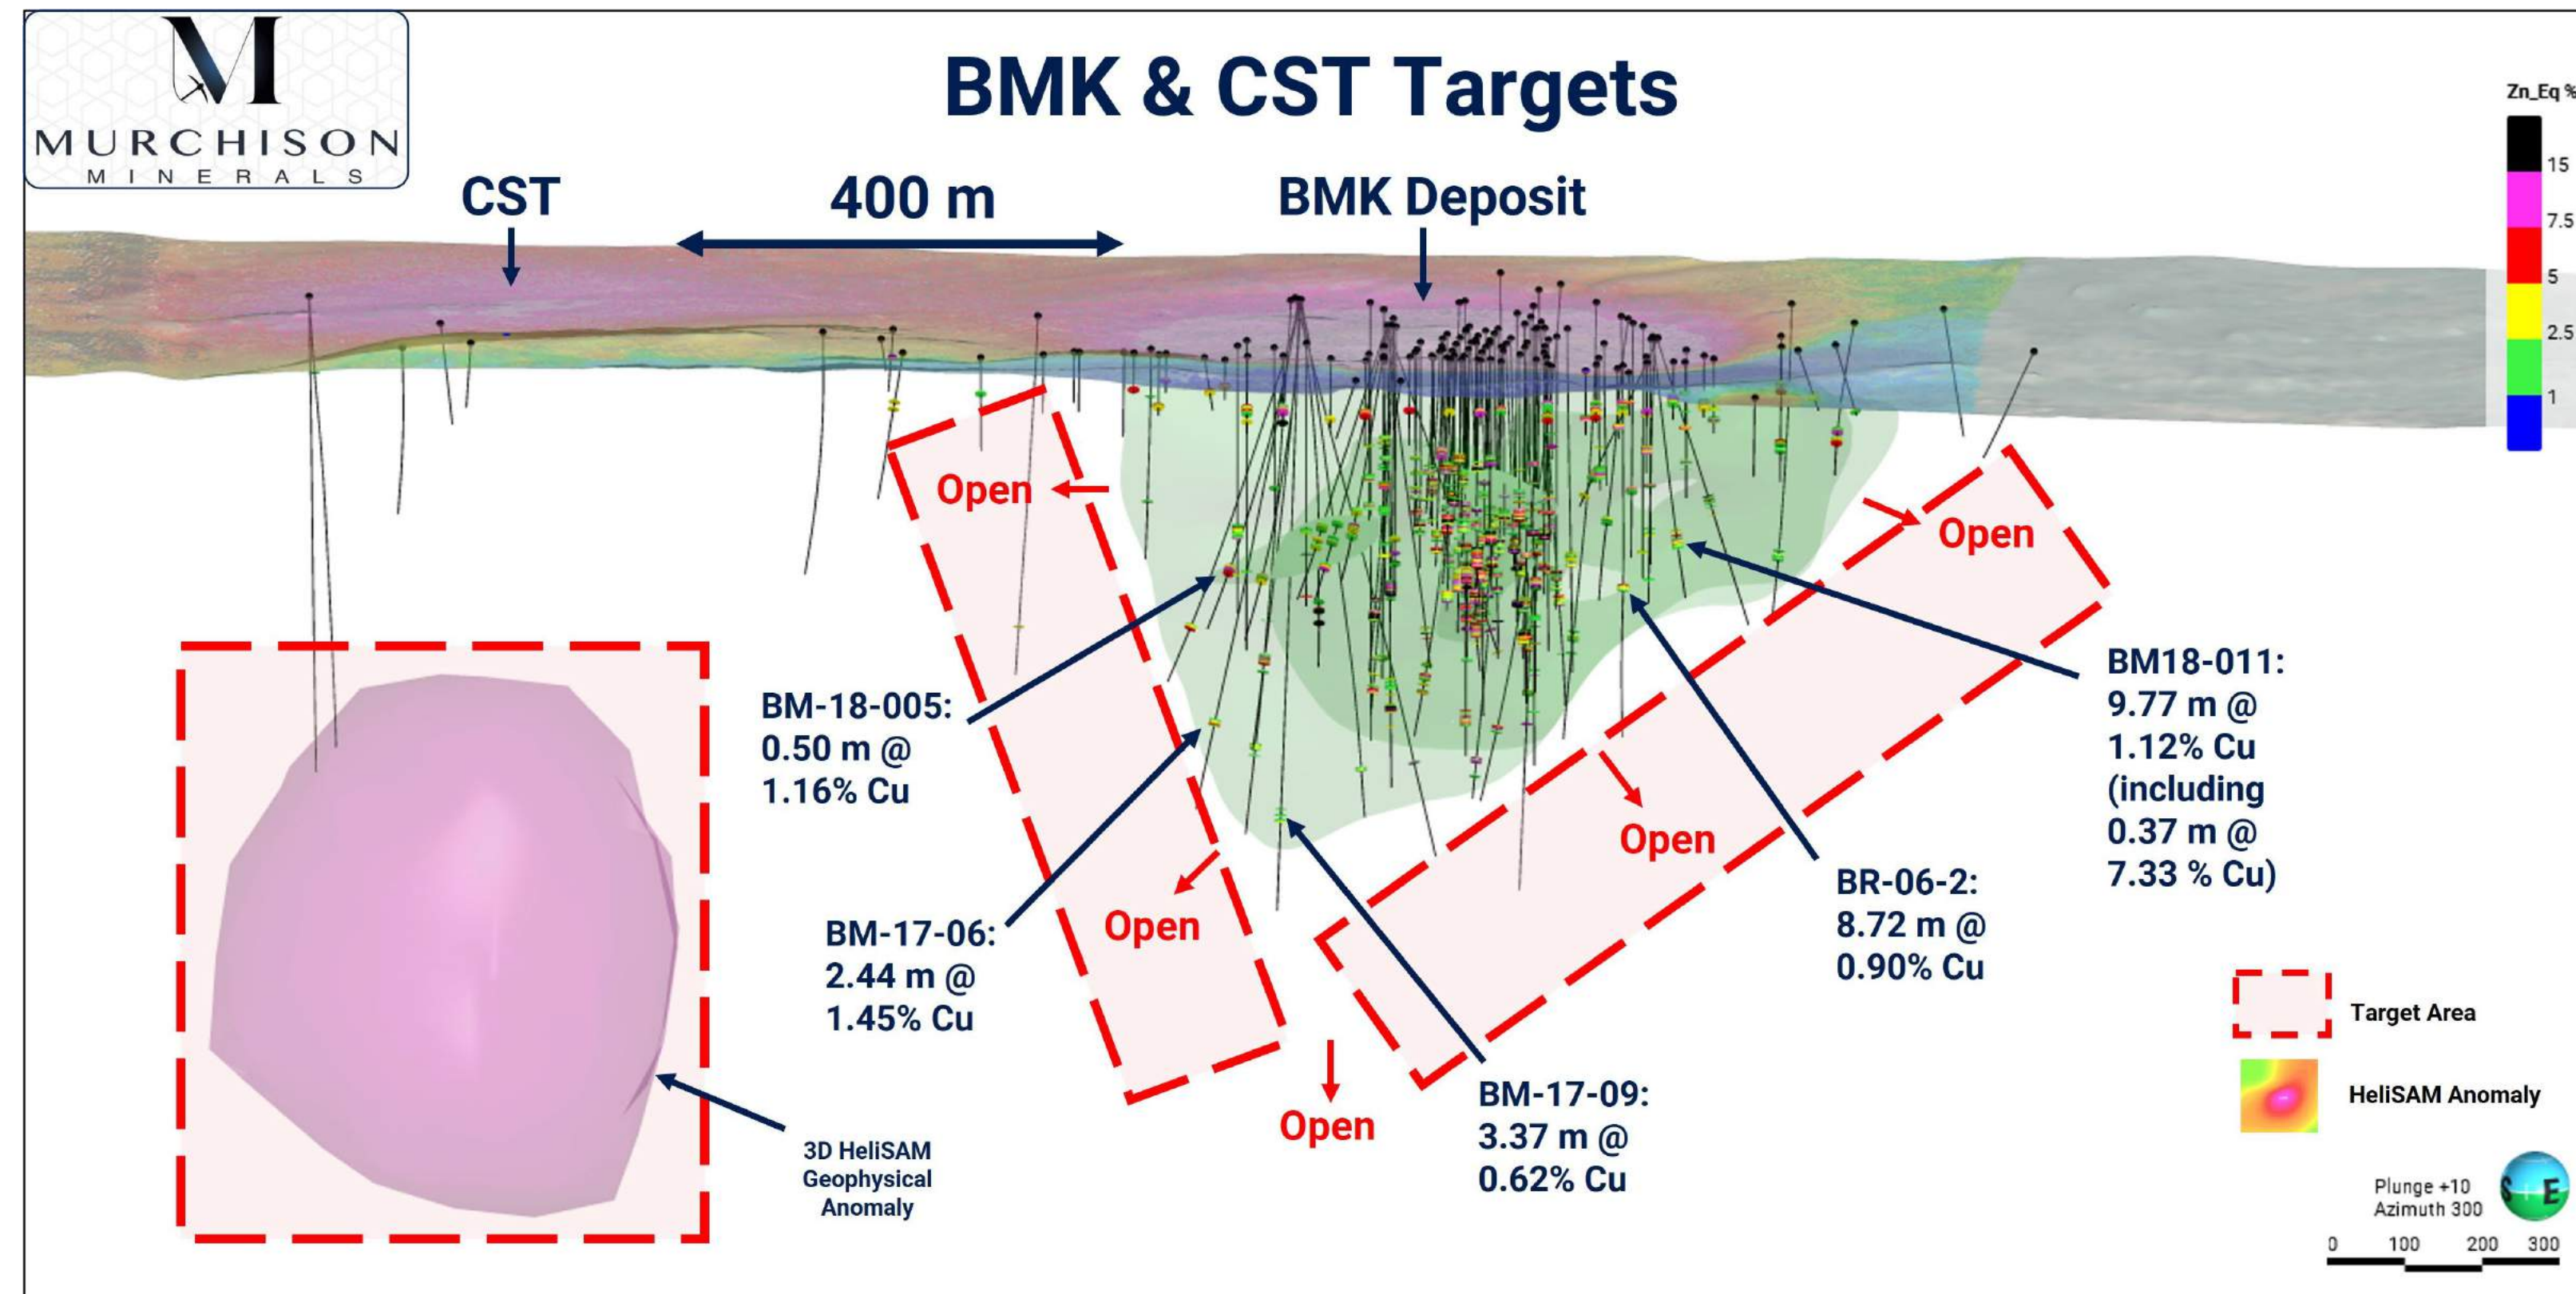 M
MURCHISON
MINERALS
BMK & CST Targets
CST
400 m
BMK Deposit
Zn_Eq %
15
7.5
5
2.5
1
Open
Open
Open
Open
Open
BM-18-005:
0.50 m @
1.16% Cu
BM-17-06:
2.44 m @
1.45% Cu
BM-17-09:
3.37 m @
0.62% Cu
BR-06-2:
8.72 m @
0.90% Cu
BM18-011:
9.77 m @
1.12% Cu
(including
0.37 m @
7.33 % Cu)
3D HeliSAM
Geophysical
Anomaly
Target Area
HeliSAM Anomaly
Plunge +10
Azimuth 300
S
E
0 100 200 300